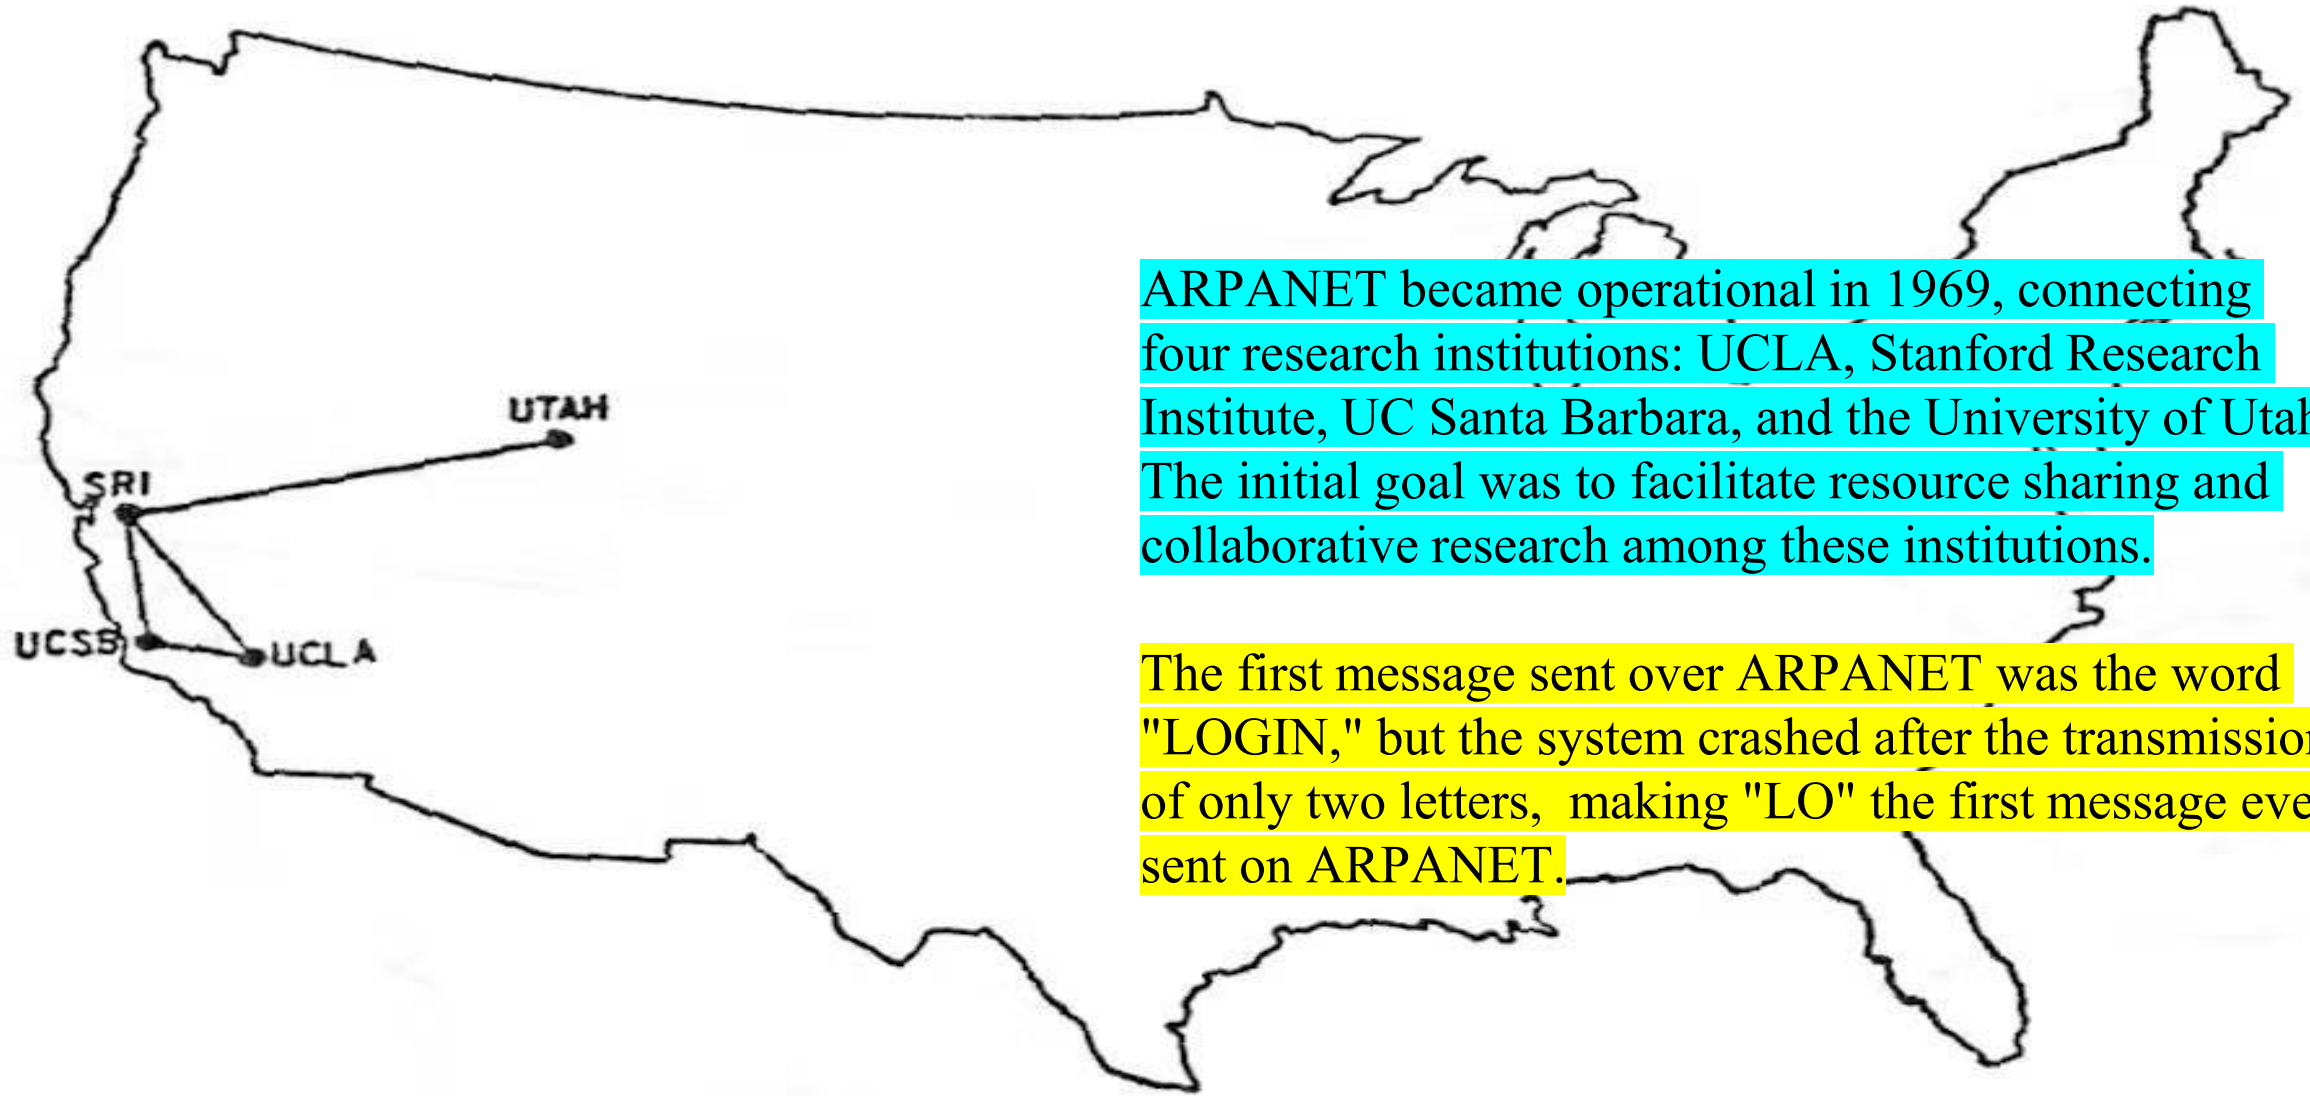 UTAH
SRI
UCSB
UCLA
ARPANET became operational in 1969, connecting
four research institutions: UCLA, Stanford Research
Institute, UC Santa Barbara, and the University of Utah
The initial goal was to facilitate resource sharing and
collaborative research among these institutions.
The first message sent over ARPANET was the word
"LOGIN," but the system crashed after the transmission
of only two letters,  making "LO" the first message eve
sent on ARPANET.